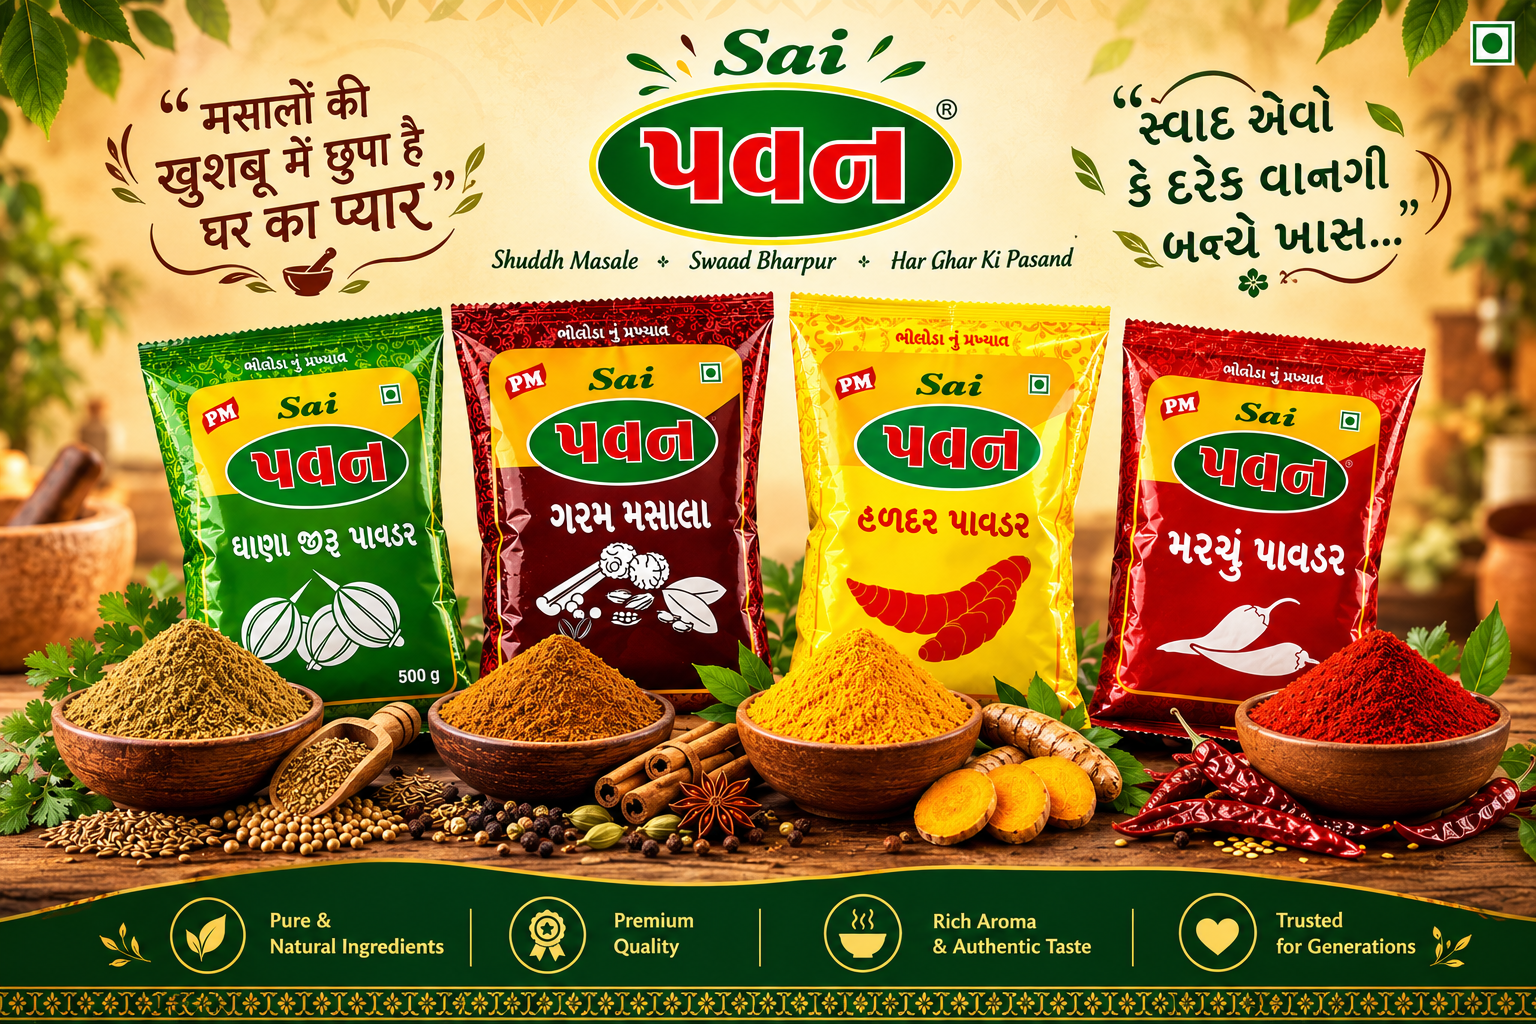 Sai
પવન
®
“ मसालों की
खुशबू में छुपा है
घर का प्यार ”
“ સ્વાદ એવો
કે દરેક વાનગી
બન્યે ખાસ... ”
Shuddh Masale ❖ Swaad Bharpur ❖ Har Ghar Ki Pasand
ભીલોડા નું પ્રખ્યાત
PM
Sai
પવન
ધાણા જીરૂ પાવડર
500 g
ભીલોડા નું પ્રખ્યાત
PM
Sai
પવન
ગરમ મસાલા
ભીલોડા નું પ્રખ્યાત
PM
Sai
પવન
હળદર પાવડર
ભીલોડા નું પ્રખ્યાત
PM
Sai
પવન
®
મરચું પાવડર
Pure &
Natural Ingredients
Premium
Quality
Rich Aroma
& Authentic Taste
Trusted
for Generations